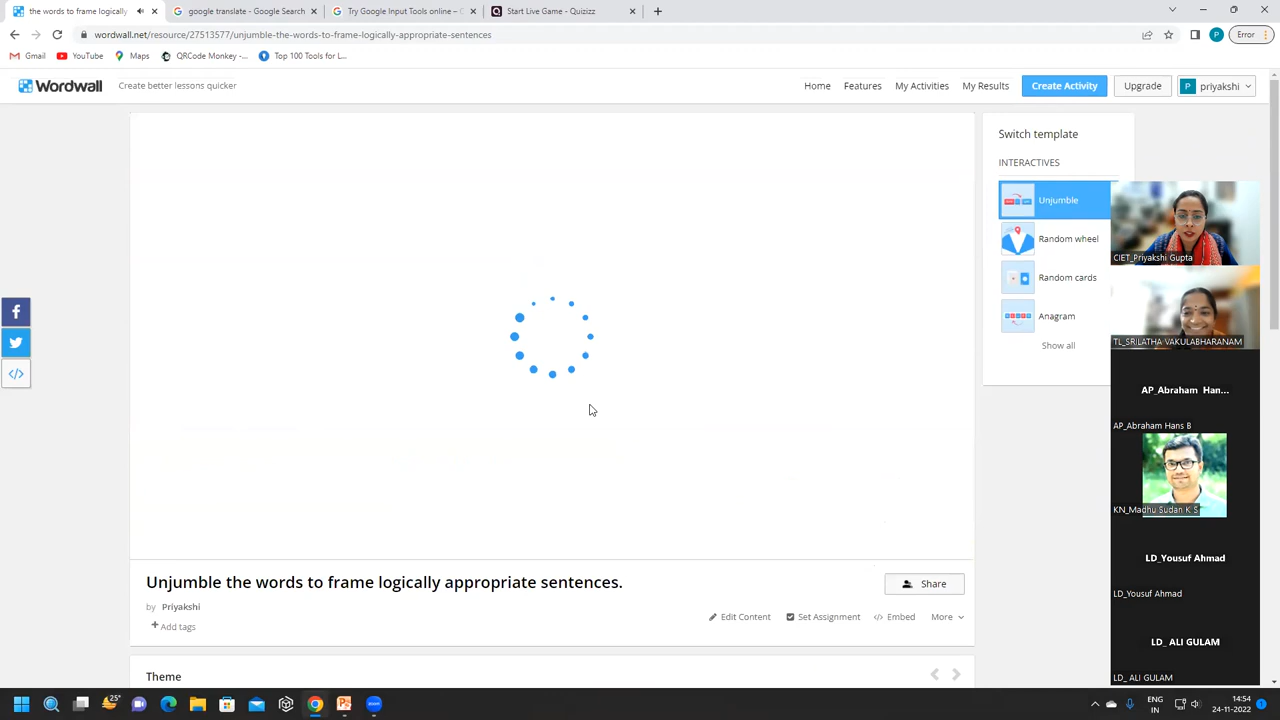 the words to frame logically
google translate - Google Search
Try Google Input Tools online – G
Start Live Game - Quizizz
wordwall.net/resource/27513577/unjumble-the-words-to-frame-logically-appropriate-sentences
P
Error
Gmail
YouTube
Maps
QRCode Monkey -...
Top 100 Tools for L...
Wordwall
Create better lessons quicker
Home
Features
My Activities
My Results
Create Activity
Upgrade
P
priyakshi
Switch template
INTERACTIVES
Unjumble
Random wheel
Random cards
Anagram
Show all
CIET_Priyakshi Gupta
TL_SRILATHA VAKULABHARANAM
AP_Abraham Han...
AP_Abraham Hans B
KN_Madhu Sudan K S
LD_Yousuf Ahmad
LD_Yousuf Ahmad
LD_ ALI GULAM
LD_ ALI GULAM
Unjumble the words to frame logically appropriate sentences.
Share
by Priyakshi
Edit Content
Set Assignment
Embed
More
Add tags
Theme
25°
ENG
IN
14:54
24-11-2022